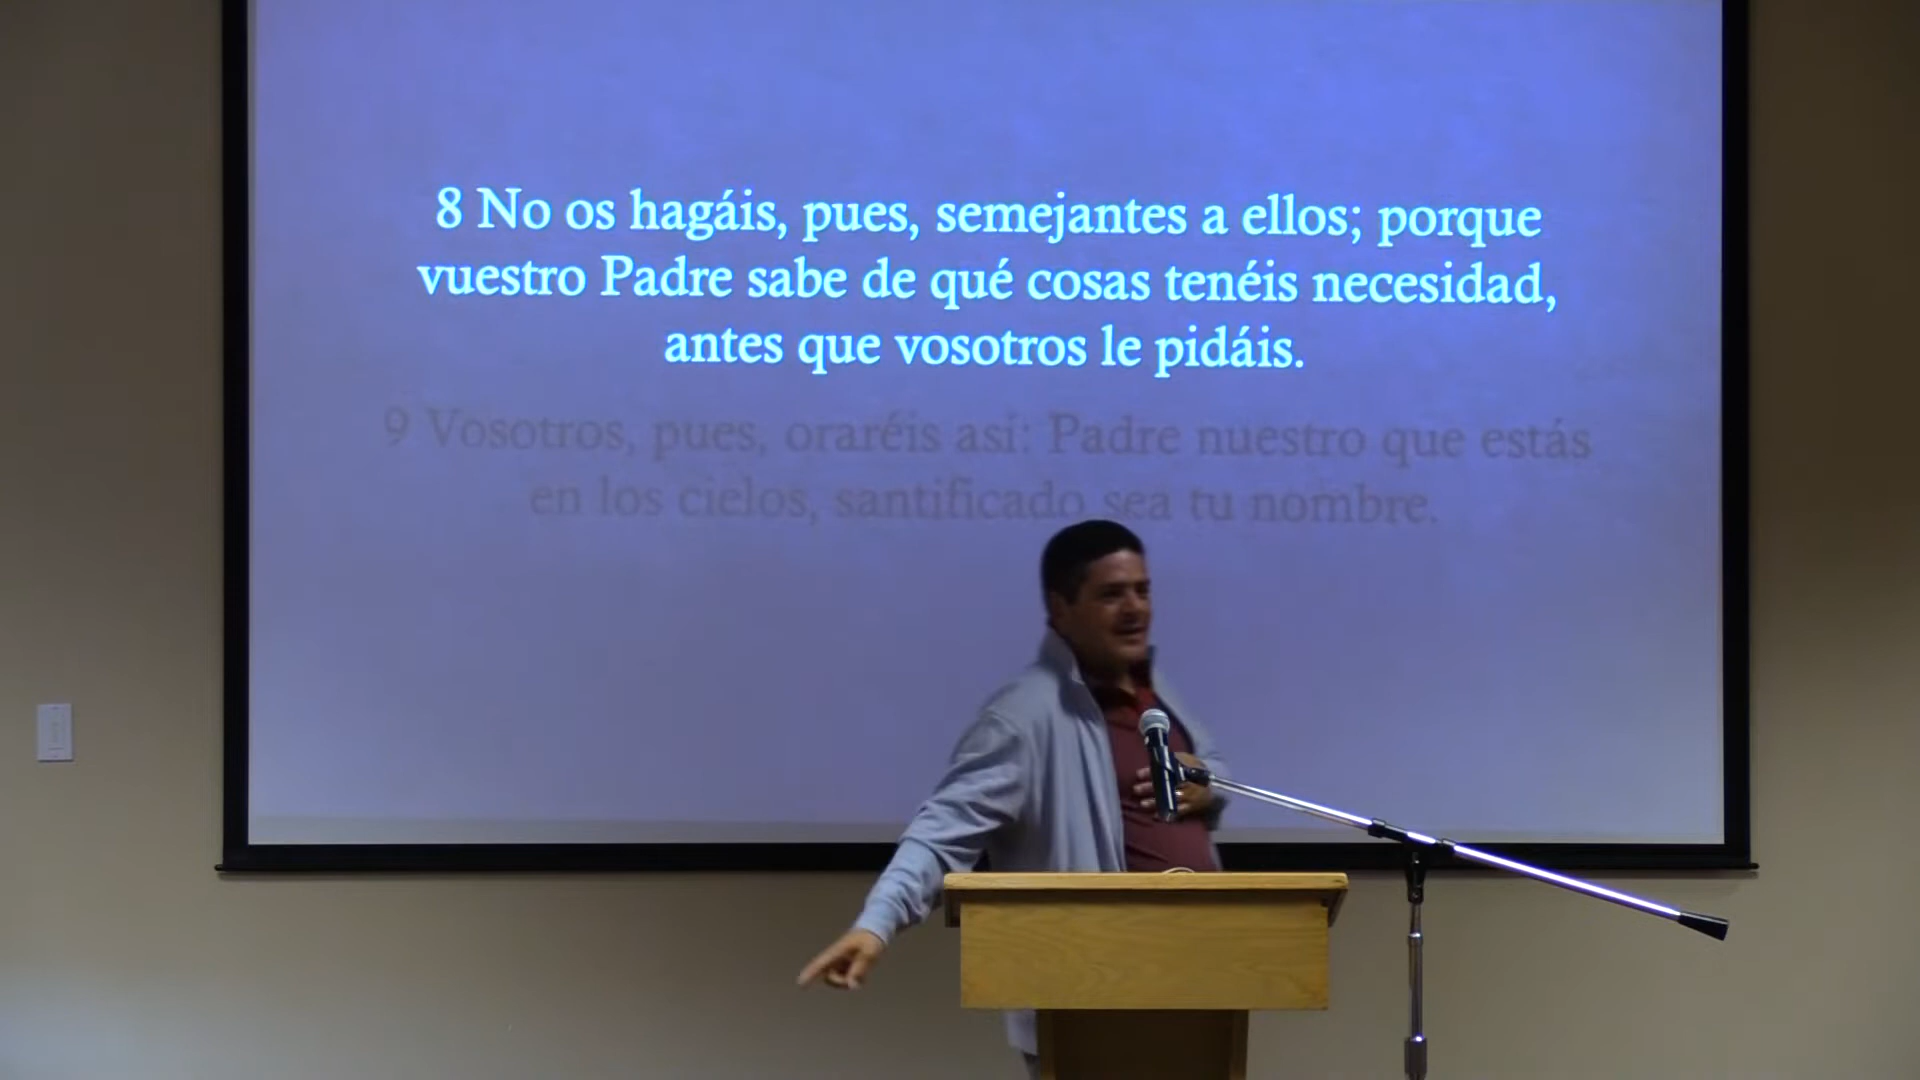 8 No os hagáis, pues, semejantes a ellos; porque
vuestro Padre sabe de qué cosas tenéis necesidad,
antes que vosotros le pidáis.
9 Vosotros, pues, oraréis así: Padre nuestro que estás
en los cielos, santificado sea tu nombre.